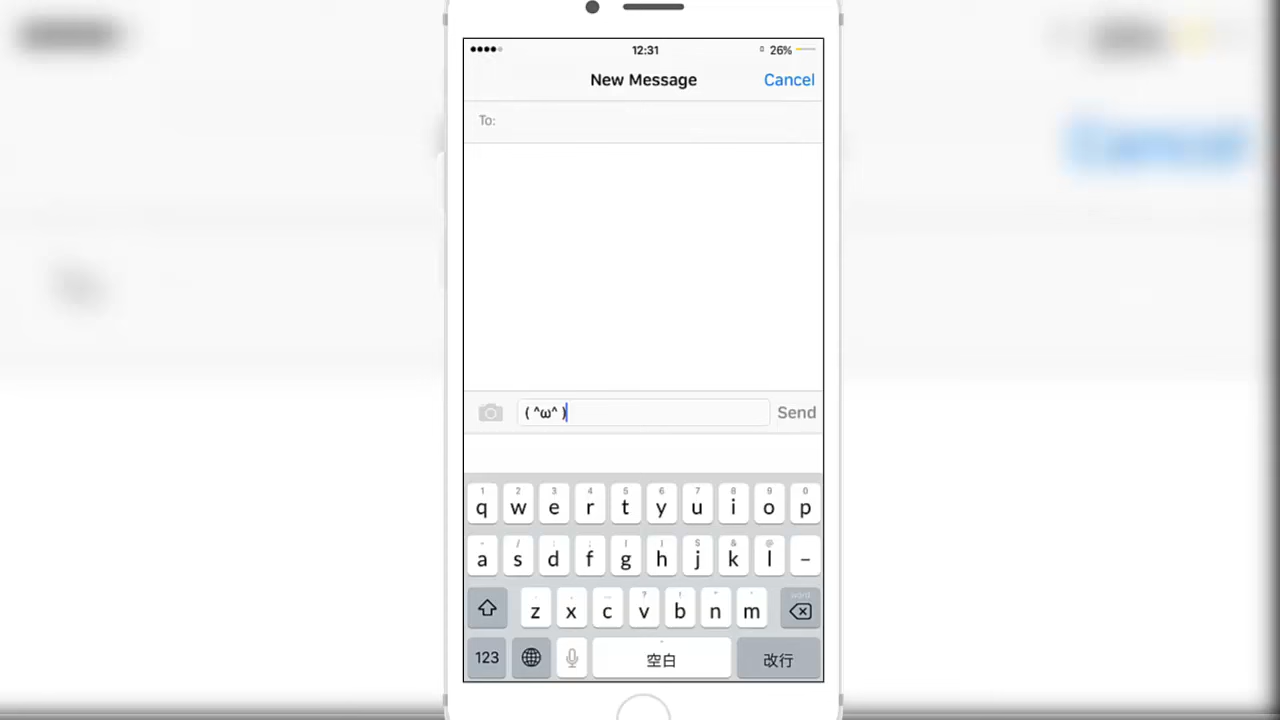 12:31
26%
New Message
Cancel
To:
( ^ω^ )
Send
1 2 3 4 5 6 7 8 9 0
q w e r t y u i o p
a s d f g h j k l –
z x c v b n m
123
空白
改行